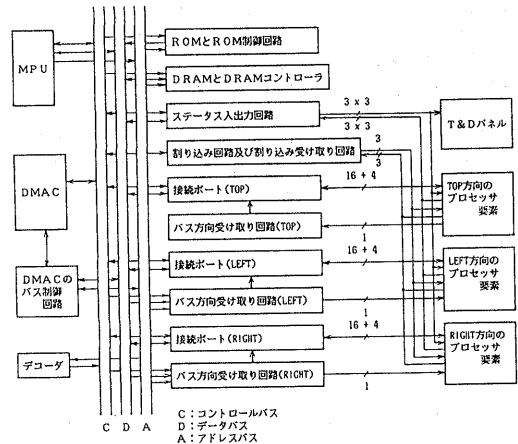 MPU
ROMとROM制御回路
DRAMとDRAMコントローラ
ステータス入出力回路
3 x 3
3 x 3
T&Dパネル
割り込み回路及び割り込み受け取り回路
3
3
DMAC
接続ポート(TOP)
16 + 4
TOP方向の
プロセッサ
要素
バス方向受け取り回路(TOP)
1
接続ポート(LEFT)
16 + 4
LEFT方向の
プロセッサ
要素
DMACの
バス制御
回路
バス方向受け取り回路(LEFT)
1
接続ポート(RIGHT)
16 + 4
RIGHT方向の
プロセッサ
要素
デコーダ
バス方向受け取り回路(RIGHT)
1
C D A
C:コントロールバス
D:データバス
A:アドレスバス